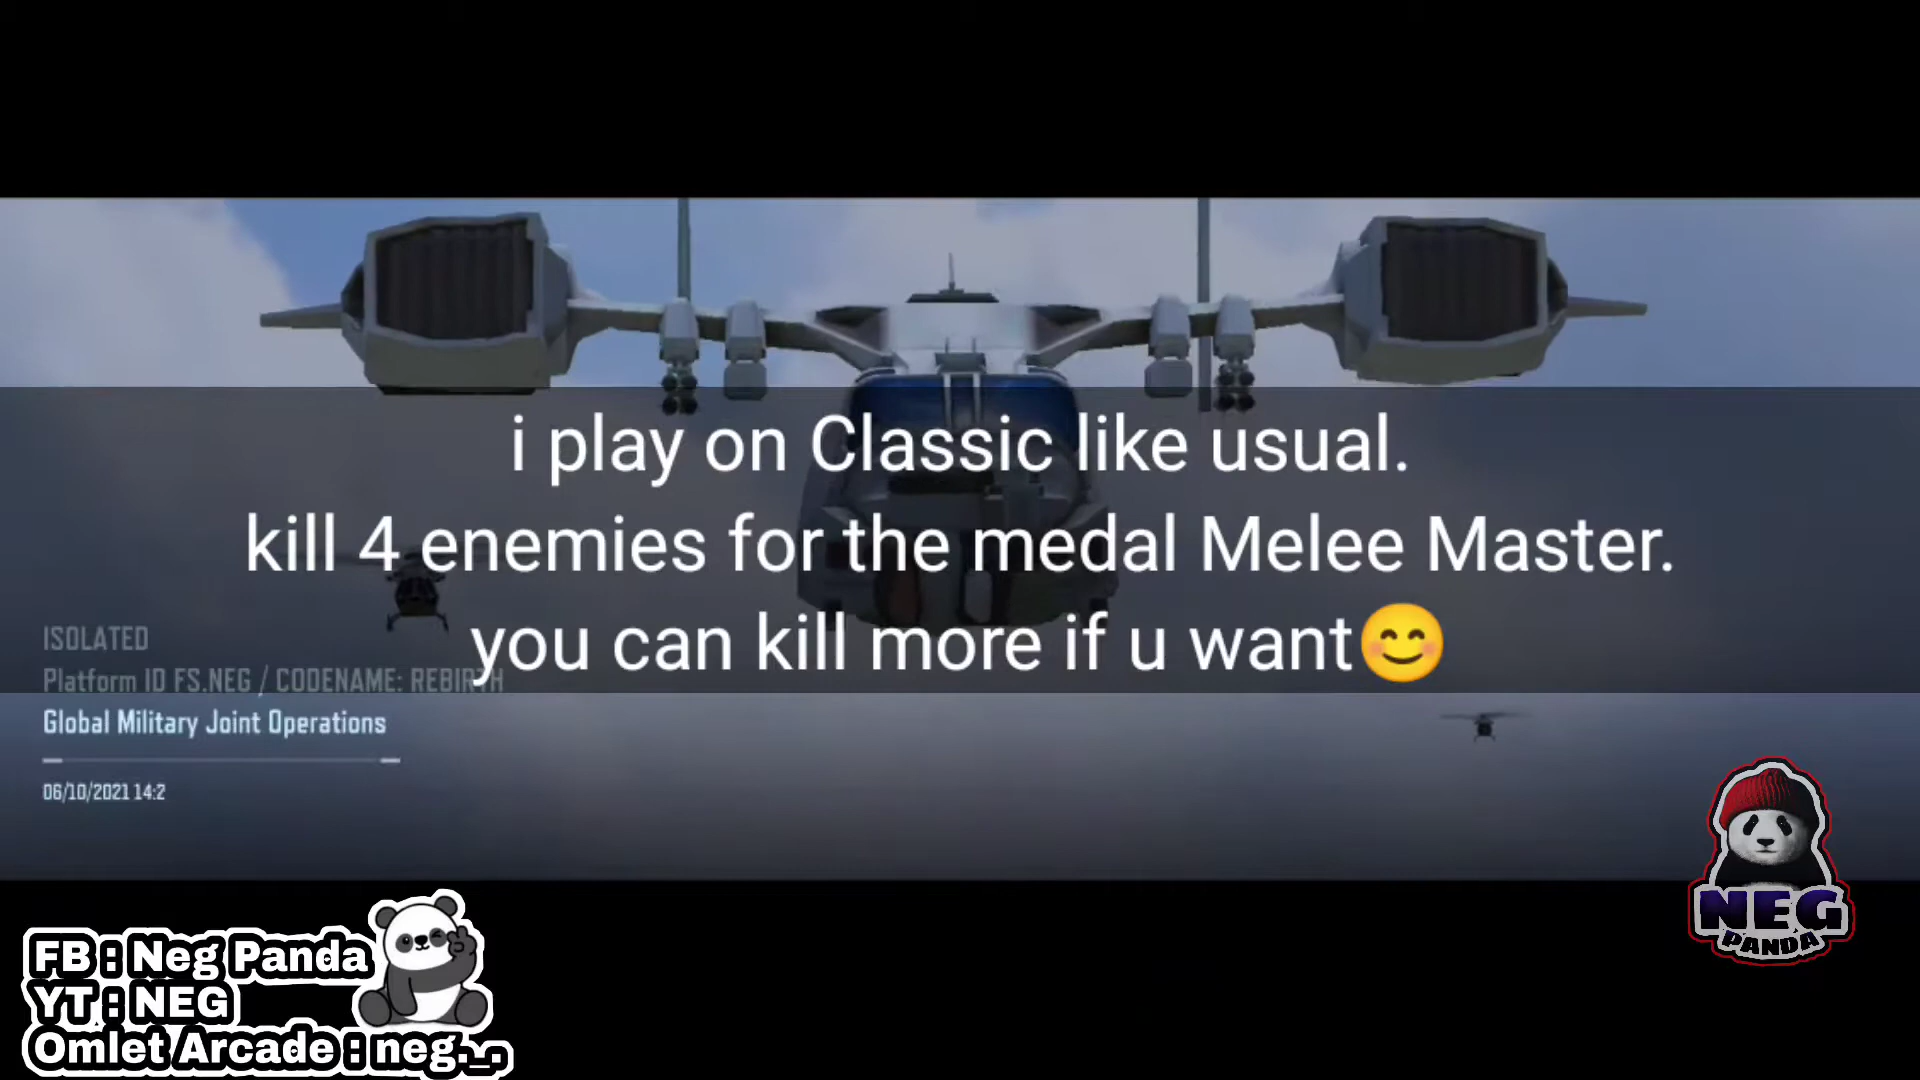 i play on Classic like usual.
kill 4 enemies for the medal Melee Master.
you can kill more if u want😊
ISOLATED
Platform ID FS.NEG / CODENAME: REBIRTH
Global Military Joint Operations
06/10/2021 14:2
NEG
PANDA
FB : Neg Panda
YT : NEG
Omlet Arcade : neg._.